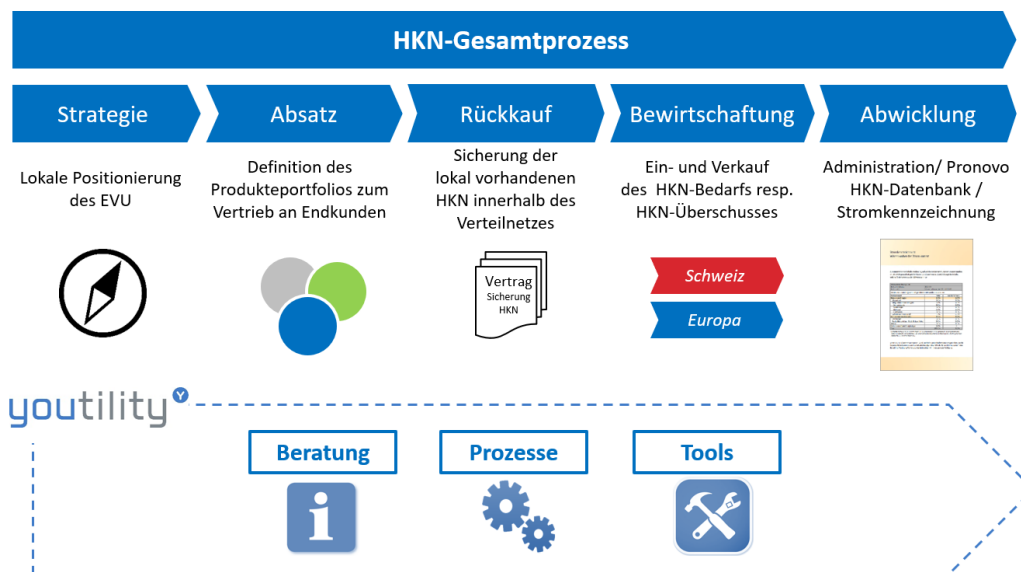 HKN-Gesamtprozess
Strategie
Absatz
Rückkauf
Bewirtschaftung
Abwicklung
Lokale Positionierung
des EVU
Definition des
Produkteportfolios zum
Vertrieb an Endkunden
Sicherung der
lokal vorhandenen
HKN innerhalb des
Verteilnetzes
Ein- und Verkauf
des HKN-Bedarfs resp.
HKN-Überschusses
Administration/ Pronovo
HKN-Datenbank /
Stromkennzeichnung
Vertrag
Sicherung
HKN
Schweiz
Europa
youtility Y
Beratung
Prozesse
Tools